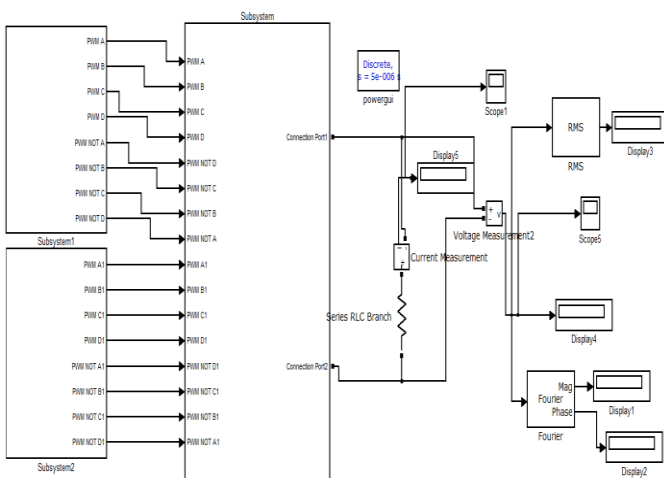 Subsystem
PWM A
PWM B
PWM C
PWM D
PWM NOT A
PWM NOT B
PWM NOT C
PWM NOT D
Subsystem1
PWM A1
PWM B1
PWM C1
PWM D1
PWM NOT A1
PWM NOT B1
PWM NOT C1
PWM NOT D1
Subsystem2
PWM A
PWM B
PWM C
PWM D
PWM NOT D
PWM NOT C
PWM NOT B
PWM NOT A
PWM A1
PWM B1
PWM C1
PWM D1
PWM NOT D1
PWM NOT C1
PWM NOT B1
PWM NOT A1
Connection Port1
Connection Port2
Discrete,
s = 5e-006 s
powergui
Scope1
Display5
+
-
v
Voltage Measurement2
- i
+
Current Measurement
Series RLC Branch
RMS
RMS
Display3
Scope5
Display4
Mag
Fourier
Phase
Fourier
Display1
Display2